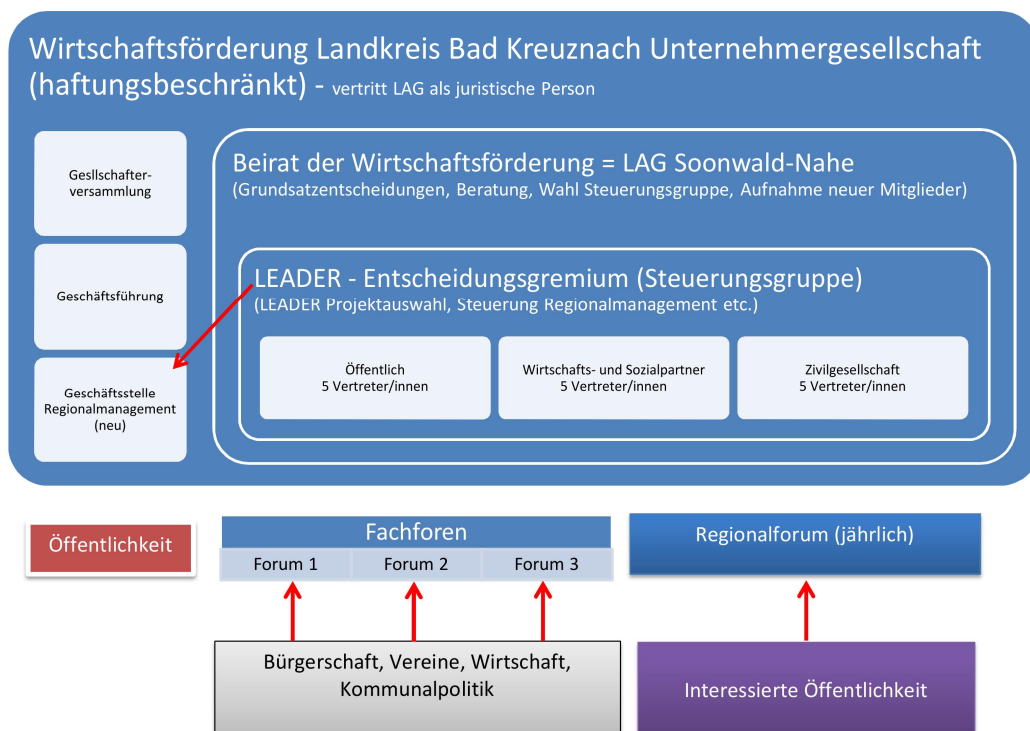 Wirtschaftsförderung Landkreis Bad Kreuznach Unternehmergesellschaft
(haftungsbeschränkt) - vertritt LAG als juristische Person
Gesllschafter-
versammlung
Geschäftsführung
Geschäftsstelle
Regionalmanagement
(neu)
Beirat der Wirtschaftsförderung = LAG Soonwald-Nahe
(Grundsatzentscheidungen, Beratung, Wahl Steuerungsgruppe, Aufnahme neuer Mitglieder)
LEADER - Entscheidungsgremium (Steuerungsgruppe)
(LEADER Projektauswahl, Steuerung Regionalmanagement etc.)
Öffentlich
5 Vertreter/innen
Wirtschafts- und Sozialpartner
5 Vertreter/innen
Zivilgesellschaft
5 Vertreter/innen
Öffentlichkeit
Fachforen
Forum 1
Forum 2
Forum 3
Regionalforum (jährlich)
Bürgerschaft, Vereine, Wirtschaft,
Kommunalpolitik
Interessierte Öffentlichkeit